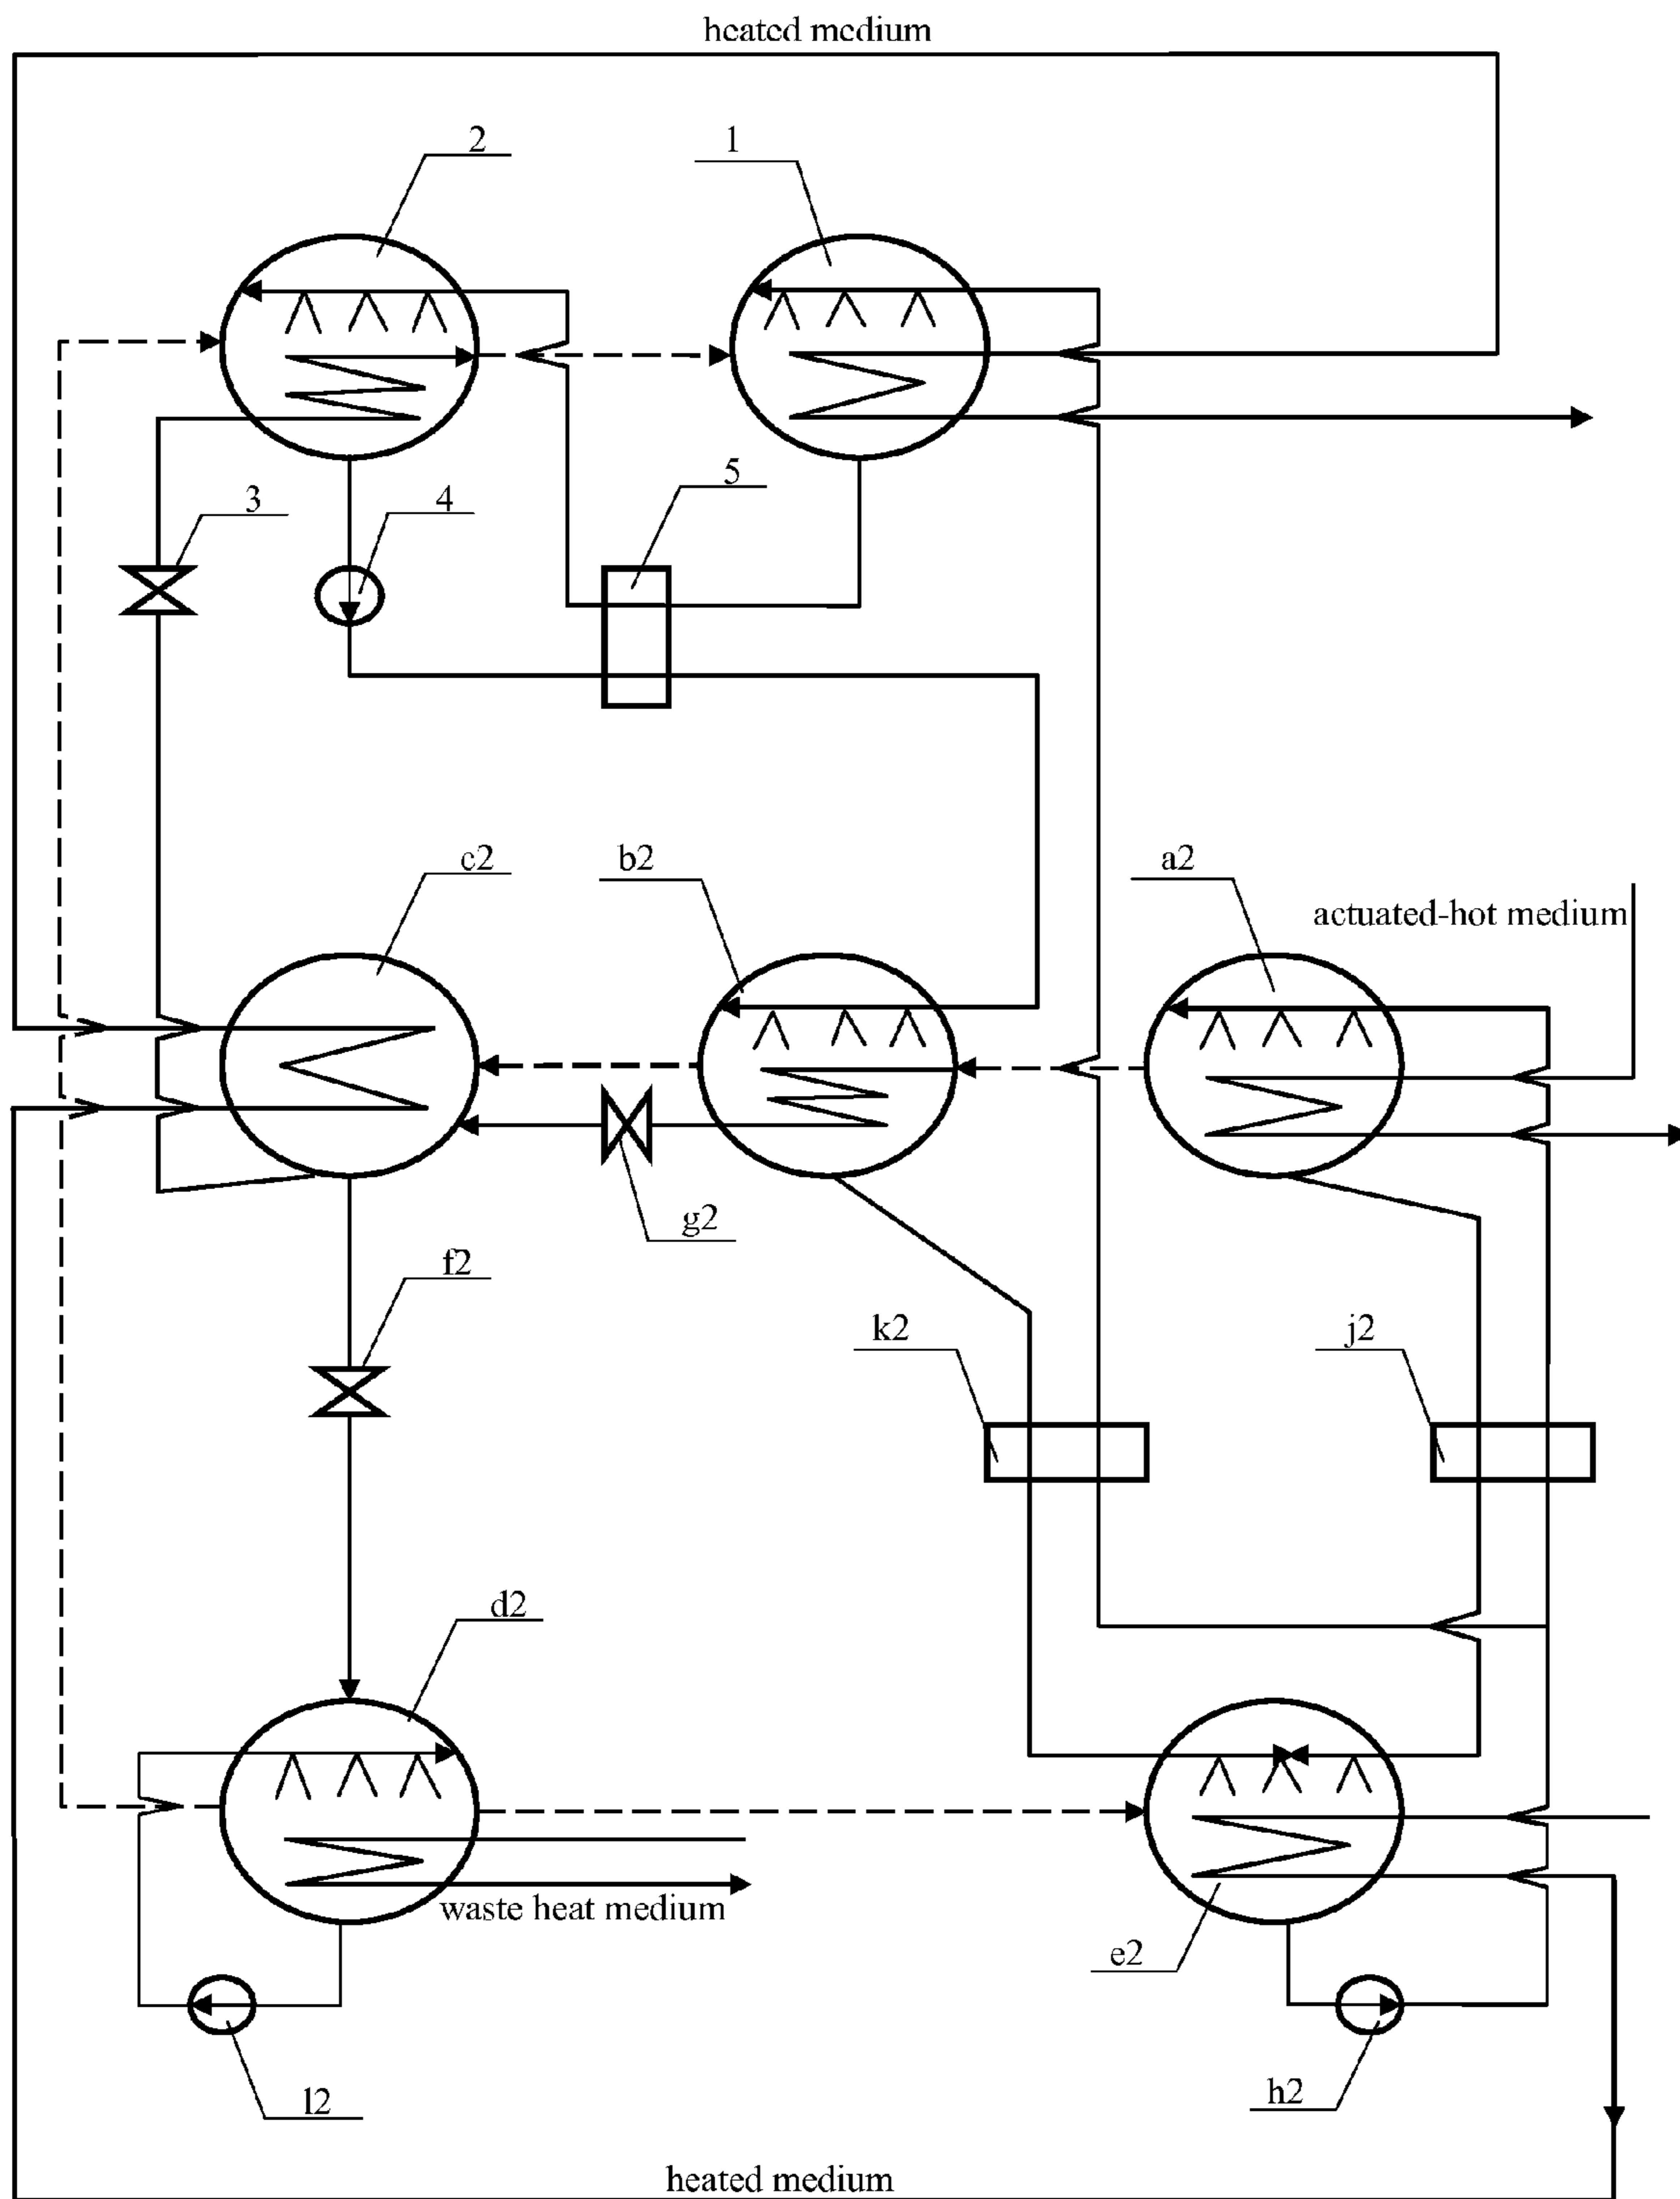 heated medium
2
1
3
4
5
c2
b2
a2
actuated-hot medium
g2
f2
k2
j2
d2
waste heat medium
e2
l2
h2
heated medium